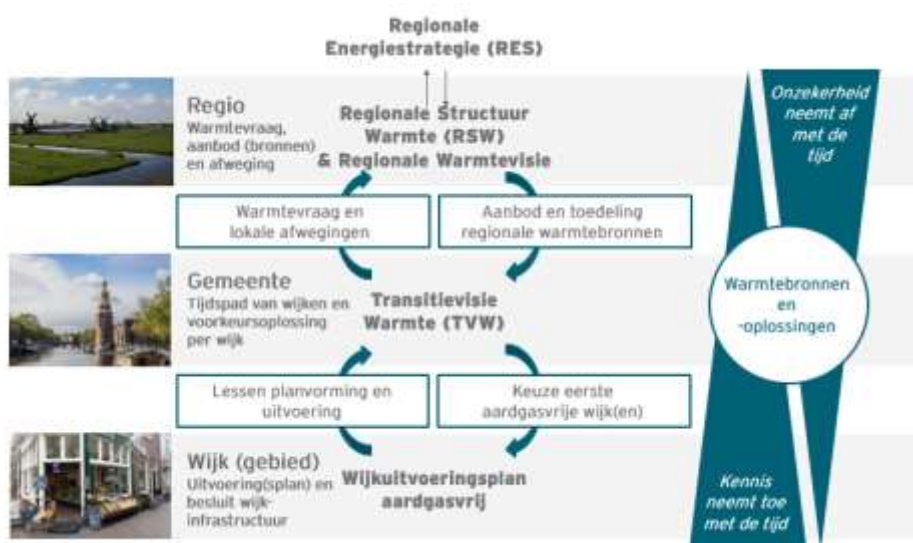 Regionale
Energiestrategie (RES)
Regio
Warmtevraag,
aanbod (bronnen)
en afweging
Regionale Structuur
Warmte (RSW)
& Regionale Warmtevisie
Onzekerheid
neemt af
met de
tijd
Warmtevraag en
lokale afwegingen
Aanbod en toedeling
regionale warmtebronnen
Gemeente
Tijdspad van wijken en
voorkeursoplossing
per wijk
Transitievisie
Warmte (TVW)
Warmtebronnen
en
-oplossingen
Lessen planvorming en
uitvoering
Keuze eerste
aardgasvrije wijk(en)
Wijk (gebied)
Uitvoering(splan) en
besluit wijk-
infrastructuur
Wijkuitvoeringsplan
aardgasvrij
Kennis
neemt toe
met de tijd